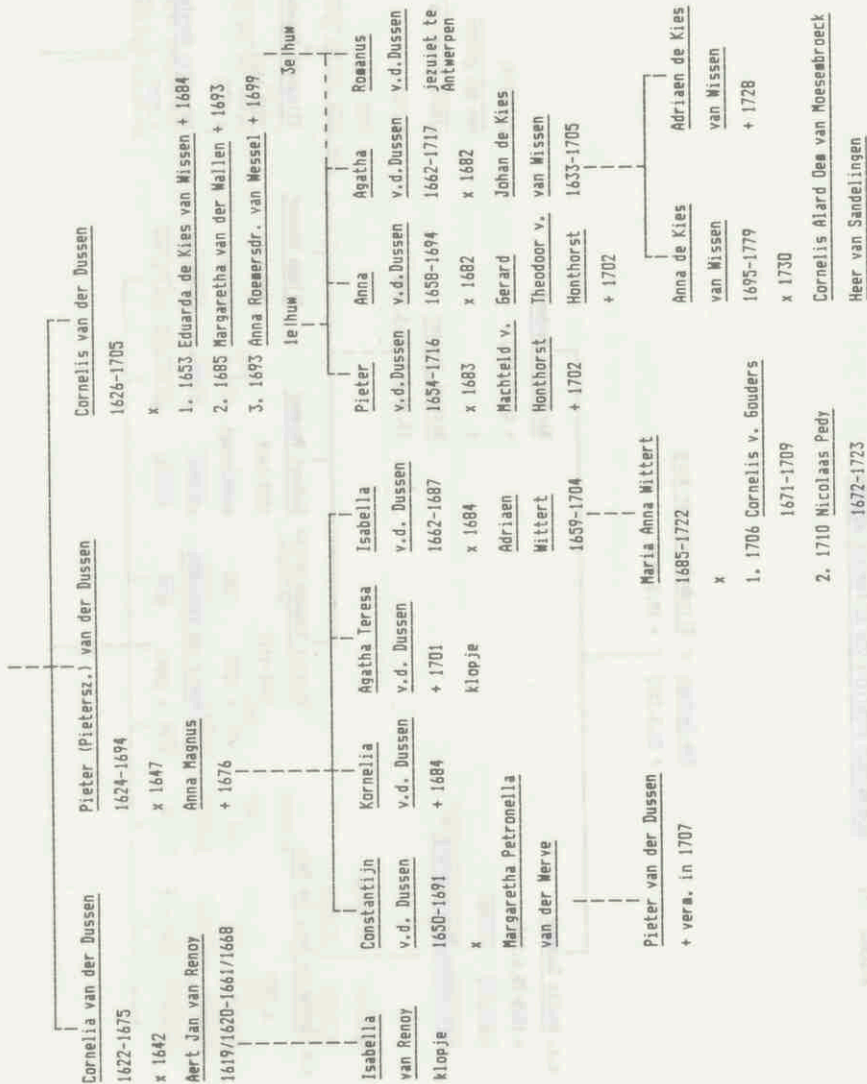 Cornelia van der Dussen
1622-1675
x 1642
Aert Jan van Renoy
1619/1620-1661/1668
Pieter (Pietersz.) van der Dussen
1624-1694
x 1647
Anna Magnus
+ 1676
Cornelis van der Dussen
1626-1705
x
1. 1653 Eduarda de Kies van Wissen + 1684
2. 1685 Margaretha van der Wallen + 1693
3. 1693 Anna Roemersdr. van Wessel + 1699
1e|huw
3e|huw
Isabella
van Renoy
klopje
Constantijn
v.d. Dussen
1650-1691
x
Margaretha Petronella
van der Werve
Kornelia
v.d. Dussen
+ 1684
Agatha Teresa
v.d. Dussen
+ 1701
klopje
Isabella
v.d. Dussen
1662-1687
x 1684
Adriaen
Wittert
1659-1704
Pieter
v.d.Dussen
1654-1716
x 1683
Machteld v.
Honthorst
+ 1702
Anna
v.d.Dussen
1658-1694
x 1682
Gerard
Theodoor v.
Honthorst
+ 1702
Agatha
v.d.Dussen
1662-1717
x 1682
Johan de Kies
van Wissen
1633-1705
Romanus
v.d.Dussen
jezuiet te
Antwerpen
Pieter van der Dussen
+ verm. in 1707
Maria Anna Wittert
1685-1722
x
1. 1706 Cornelis v. Gouders
1671-1709
2. 1710 Nicolaas Pedy
1672-1723
Anna de Kies
van Wissen
1695-1779
x 1730
Cornelis Alard Oem van Moesembroeck
Heer van Sandelingen
Adriaen de Kies
van Wissen
+ 1728